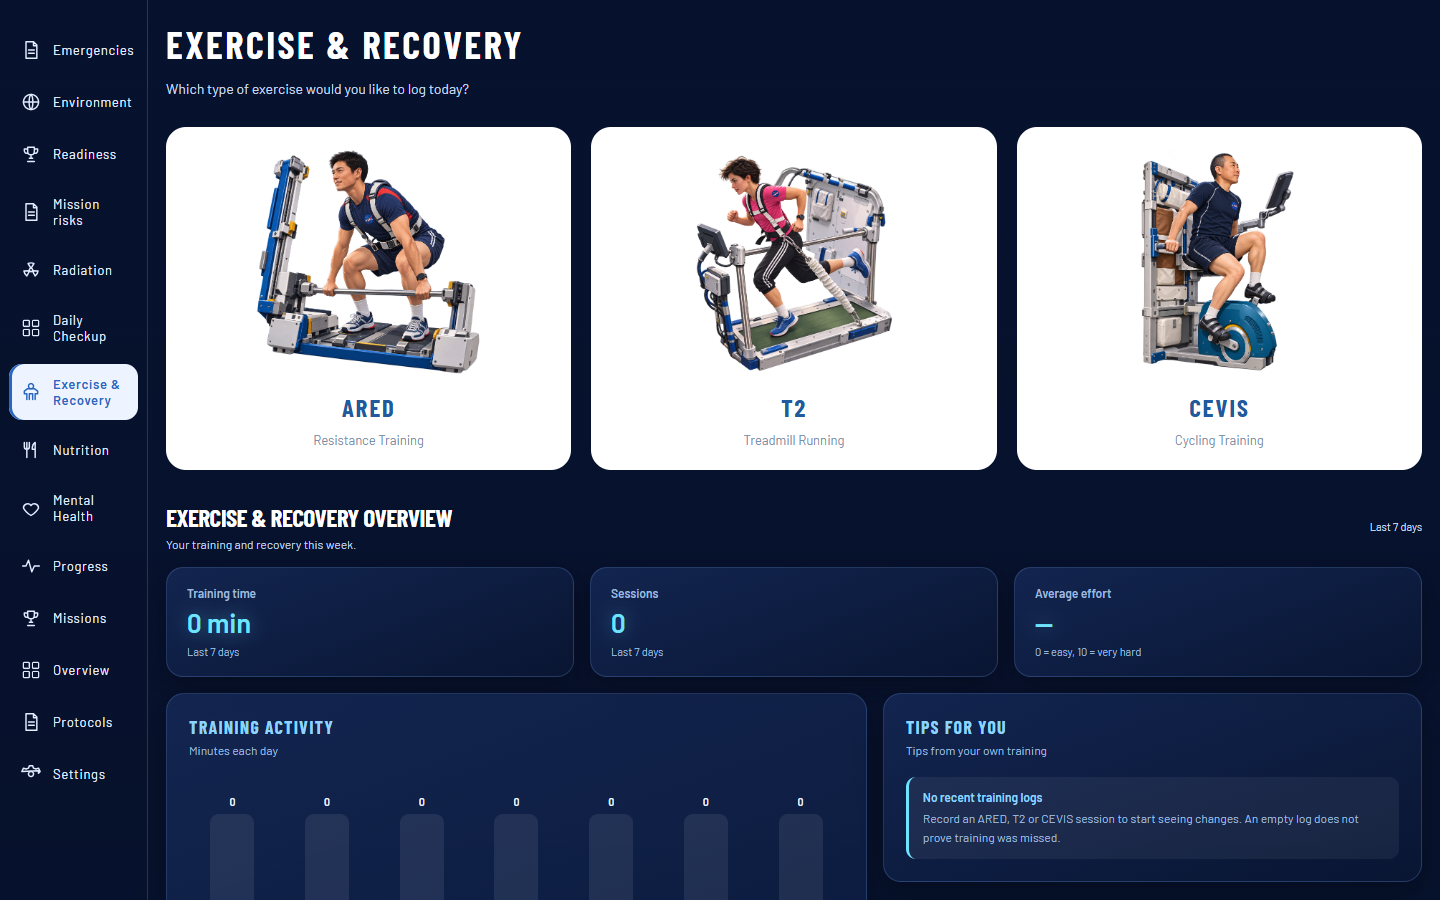 Emergencies
Environment
Readiness
Mission
risks
Radiation
Daily
Checkup
Exercise &
Recovery
Nutrition
Mental
Health
Progress
Missions
Overview
Protocols
Settings
EXERCISE & RECOVERY
Which type of exercise would you like to log today?
ARED
Resistance Training
T2
Treadmill Running
CEVIS
Cycling Training
EXERCISE & RECOVERY OVERVIEW
Your training and recovery this week.
Last 7 days
Training time
0 min
Last 7 days
Sessions
0
Last 7 days
Average effort
—
0 = easy, 10 = very hard
TRAINING ACTIVITY
Minutes each day
0 0 0 0 0 0 0
TIPS FOR YOU
Tips from your own training
No recent training logs
Record an ARED, T2 or CEVIS session to start seeing changes. An empty log does not
prove training was missed.